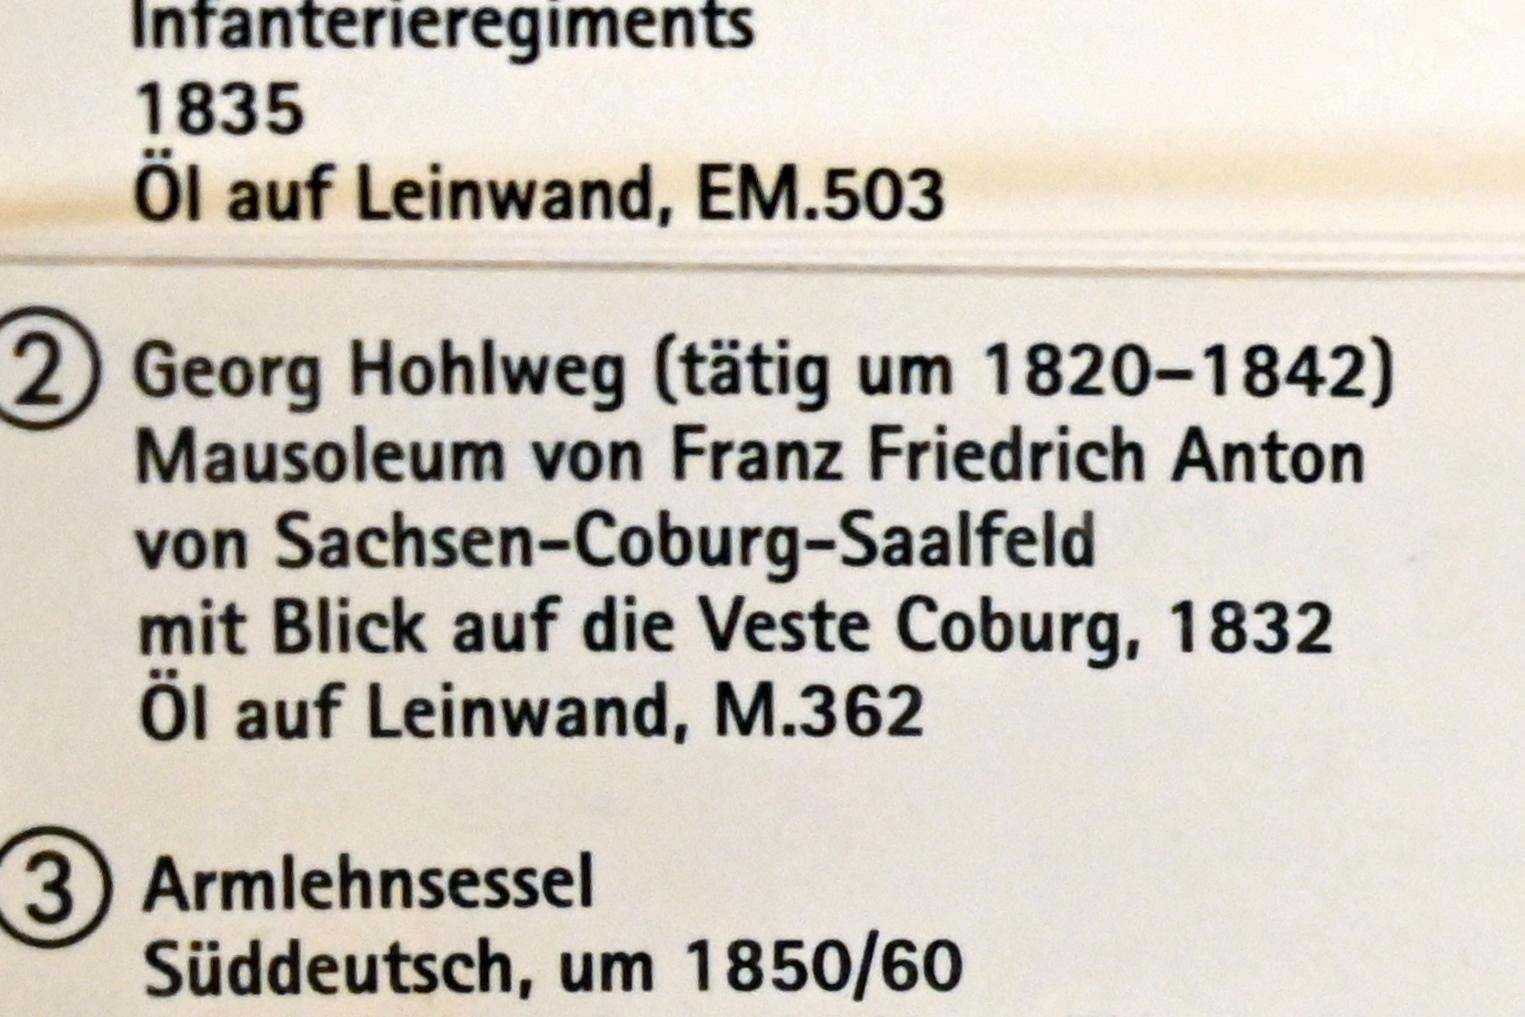 Infanterieregiments
1835
Öl auf Leinwand, EM.503
2 Georg Hohlweg (tätig um 1820–1842)
Mausoleum von Franz Friedrich Anton
von Sachsen-Coburg-Saalfeld
mit Blick auf die Veste Coburg, 1832
Öl auf Leinwand, M.362
3 Armlehnsessel
Süddeutsch, um 1850/60